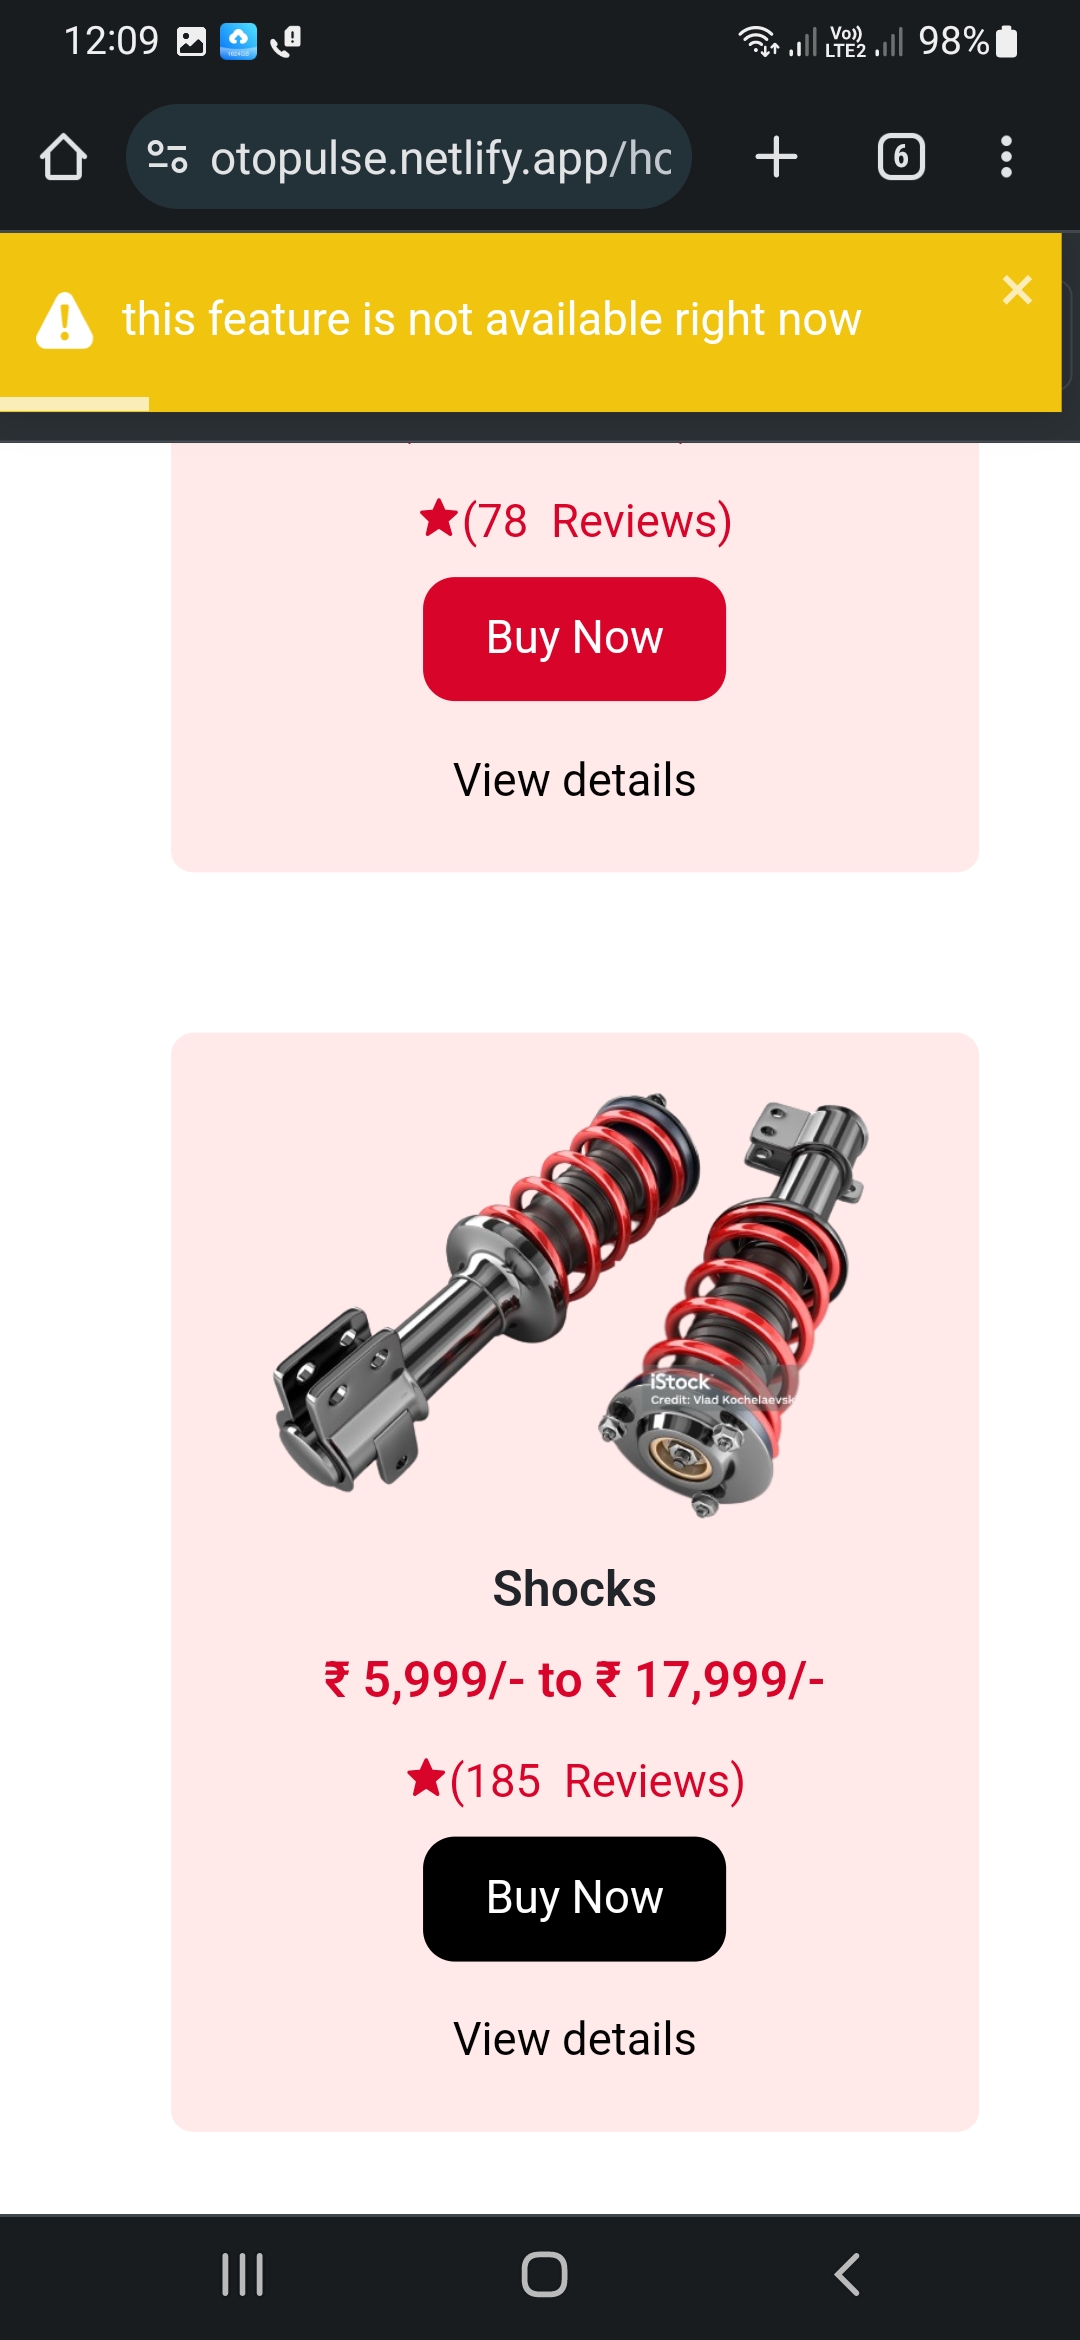 12:09
Vo))
LTE2
98%
otopulse.netlify.app/hc
6
this feature is not available right now
(78 Reviews)
Buy Now
View details
iStock
Credit: Vlad Kochelaevsk
Shocks
₹ 5,999/- to ₹ 17,999/-
(185 Reviews)
Buy Now
View details